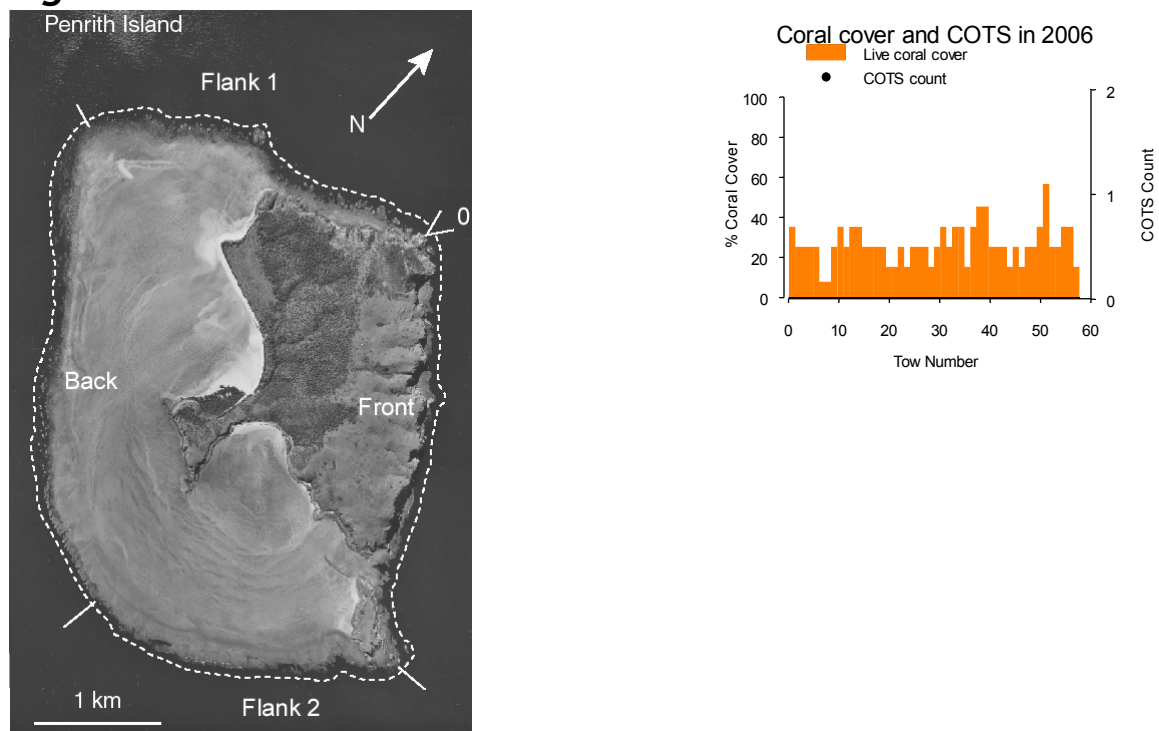 Penrith Island
Flank 1
N
0
Back
Front
1 km
Flank 2
Coral cover and COTS in 2006
Live coral cover
COTS count
100
80
60
40
20
0
% Coral Cover
2
1
0
COTS Count
0 10 20 30 40 50 60
Tow Number